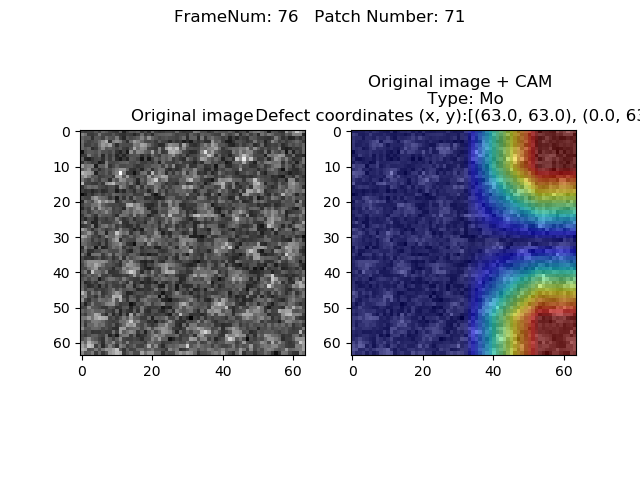 FrameNum: 76   Patch Number: 71
Original image + CAM
Type: Mo
Original image
Defect coordinates (x, y):[(63.0, 63.0), (0.0, 63
0
10
20
30
40
50
60
0 20 40 60
0
10
20
30
40
50
60
0 20 40 60